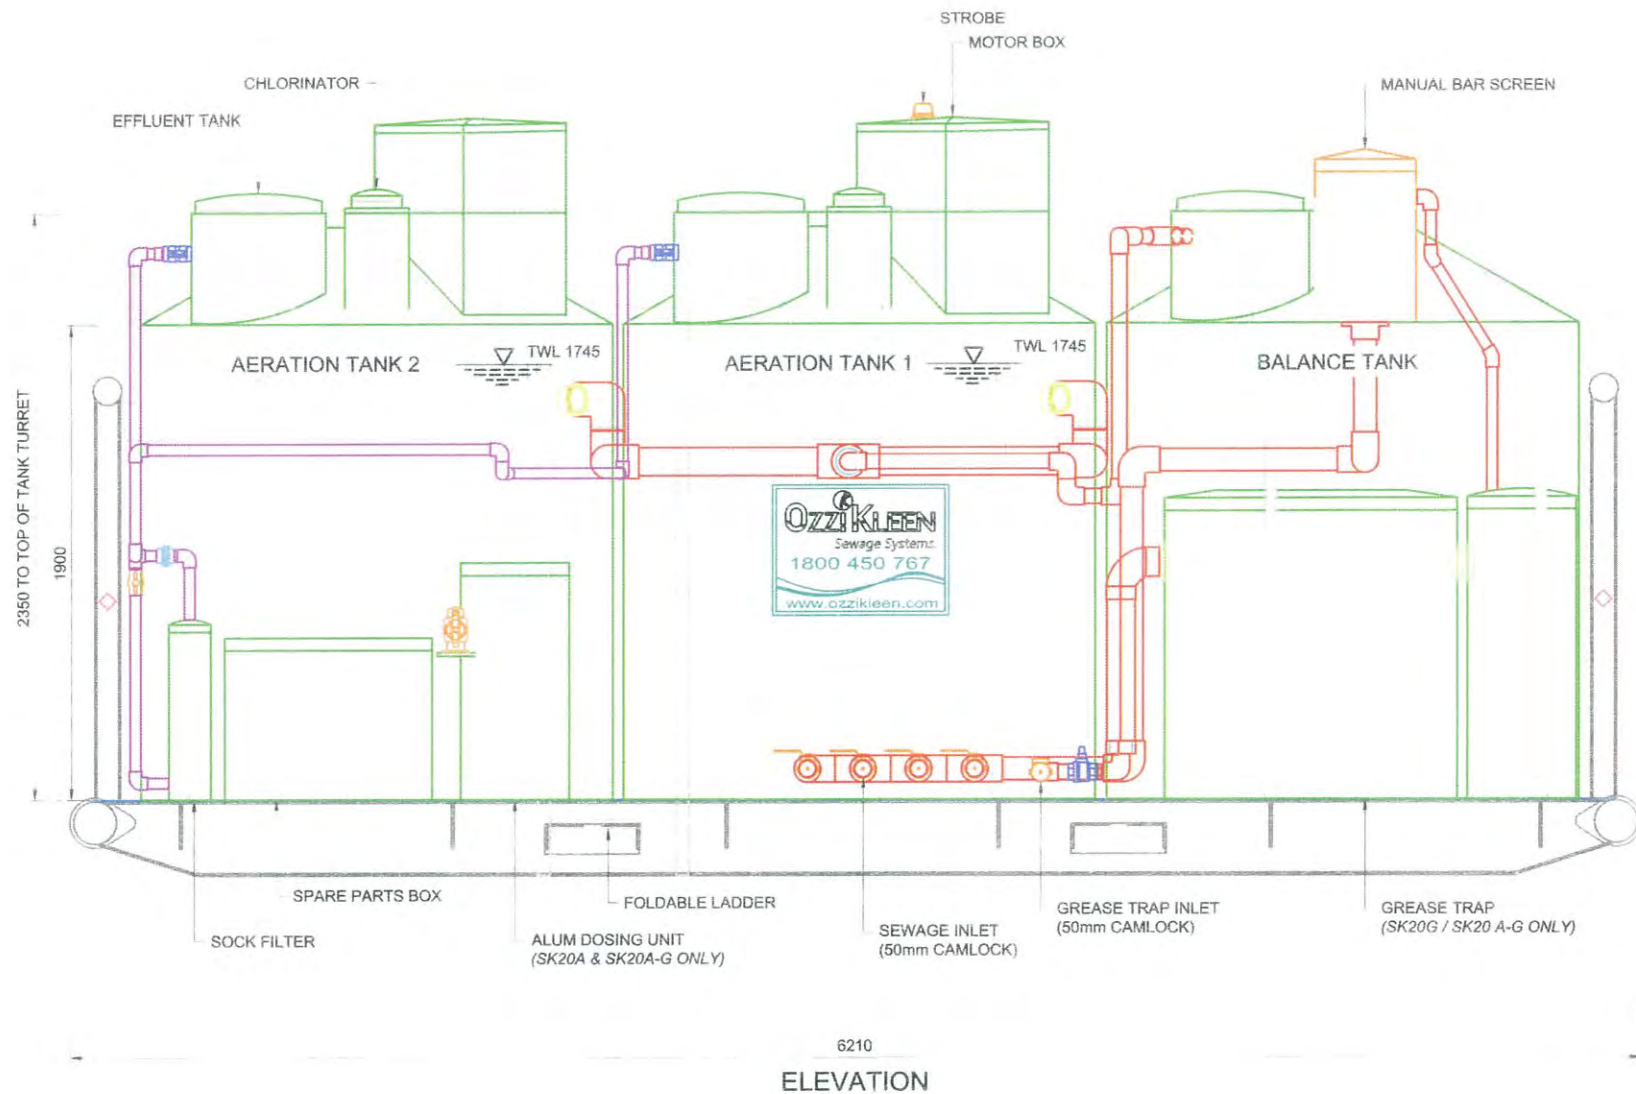 STROBE
MOTOR BOX
CHLORINATOR
MANUAL BAR SCREEN
EFFLUENT TANK
AERATION TANK 2
TWL 1745
AERATION TANK 1
TWL 1745
BALANCE TANK
2350 TO TOP OF TANK TURRET
1900
OZZI KLEEN
Sewage Systems.
1800 450 767
www.ozzikleen.com
SPARE PARTS BOX
FOLDABLE LADDER
SOCK FILTER
ALUM DOSING UNIT
(SK20A & SK20A-G ONLY)
SEWAGE INLET
(50mm CAMLOCK)
GREASE TRAP INLET
(50mm CAMLOCK)
GREASE TRAP
(SK20G / SK20 A-G ONLY)
6210
ELEVATION